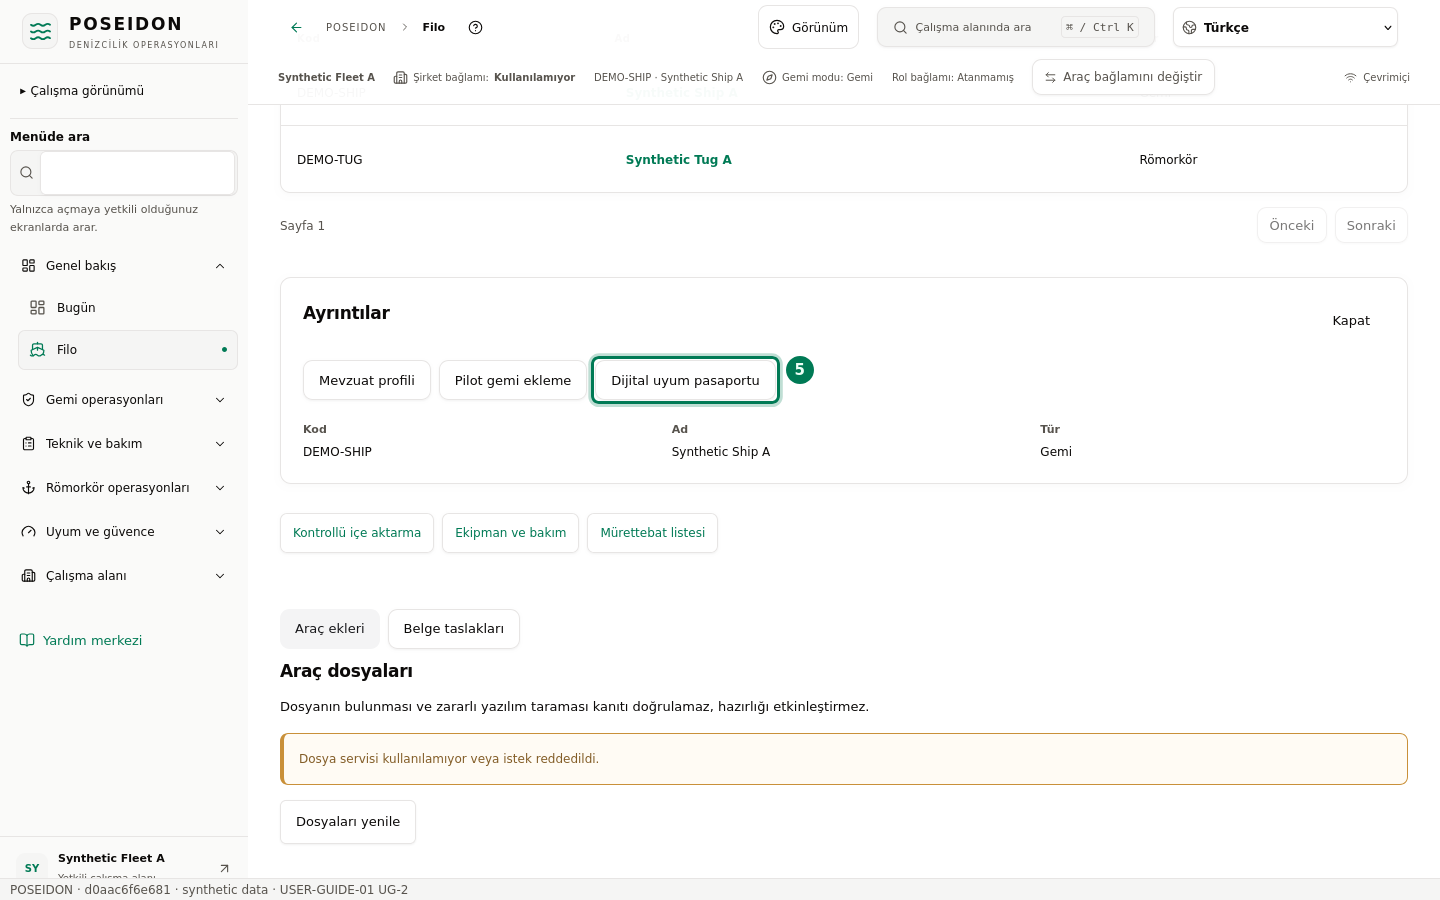 POSEIDON
DENİZCİLİK OPERASYONLARI
▸ Çalışma görünümü
Menüde ara
Yalnızca açmaya yetkili olduğunuz
ekranlarda arar.
Genel bakış
Bugün
Filo
Gemi operasyonları
Teknik ve bakım
Römorkör operasyonları
Uyum ve güvence
Çalışma alanı
Yardım merkezi
SY
Synthetic Fleet A
POSEIDON
Filo
Görünüm
Çalışma alanında ara
⌘ / Ctrl K
Türkçe
Synthetic Fleet A
Şirket bağlamı: Kullanılamıyor
DEMO-SHIP · Synthetic Ship A
Gemi modu: Gemi
Rol bağlamı: Atanmamış
Araç bağlamını değiştir
Çevrimiçi
DEMO-SHIP Synthetic Ship A
DEMO-TUG Synthetic Tug A Römorkör
Sayfa 1
Önceki
Sonraki
Ayrıntılar
Kapat
Mevzuat profili
Pilot gemi ekleme
Dijital uyum pasaportu
5
Kod Ad Tür
DEMO-SHIP Synthetic Ship A Gemi
Kontrollü içe aktarma
Ekipman ve bakım
Mürettebat listesi
Araç ekleri
Belge taslakları
Araç dosyaları
Dosyanın bulunması ve zararlı yazılım taraması kanıtı doğrulamaz, hazırlığı etkinleştirmez.
Dosya servisi kullanılamıyor veya istek reddedildi.
Dosyaları yenile
POSEIDON · d0aac6f6e681 · synthetic data · USER-GUIDE-01 UG-2